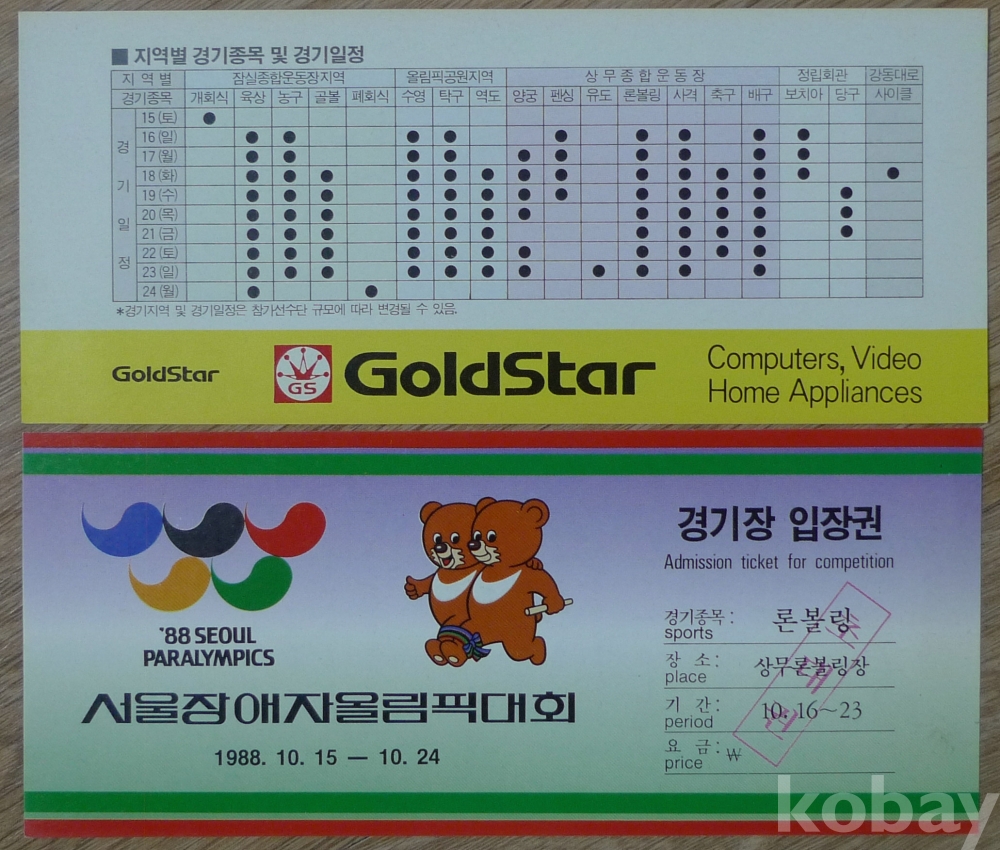 ■ 지역별 경기종목 및 경기일정
지 역 별 잠실종합운동장지역 올림픽공원지역 상 무 종 합 운 동 장 정립회관 강동대로
경기종목 개회식 육상 농구 골볼 폐회식 수영 탁구 역도 양궁 펜싱 유도 론볼링 사격 축구 배구 보치아 당구 사이클
경 기 일 정
15 (토) ●
16 (일) ● ● ● ● ● ● ● ● ●
17 (월) ● ● ● ● ● ● ● ● ● ●
18 (화) ● ● ● ● ● ● ● ● ● ● ● ● ● ●
19 (수) ● ● ● ● ● ● ● ● ● ● ● ● ●
20 (목) ● ● ● ● ● ● ● ● ● ● ● ●
21 (금) ● ● ● ● ● ● ● ● ● ● ●
22 (토) ● ● ● ● ● ● ● ● ● ● ●
23 (일) ● ● ● ● ● ● ● ● ● ● ●
24 (월) ● ●
*경기지역 및 경기일정은 참가선수단 규모에 따라 변경될 수 있음.
GoldStar GS GoldStar Computers, Video
Home Appliances
경기장 입장권
Admission ticket for competition
'88 SEOUL
PARALYMPICS
서울장애자올림픽대회
1988. 10. 15 — 10. 24
경기종목: 론볼링
sports
장 소: 상무론볼링장
place
기 간: 10. 16~23
period
요 금: ₩
price
초 대 권
kobay